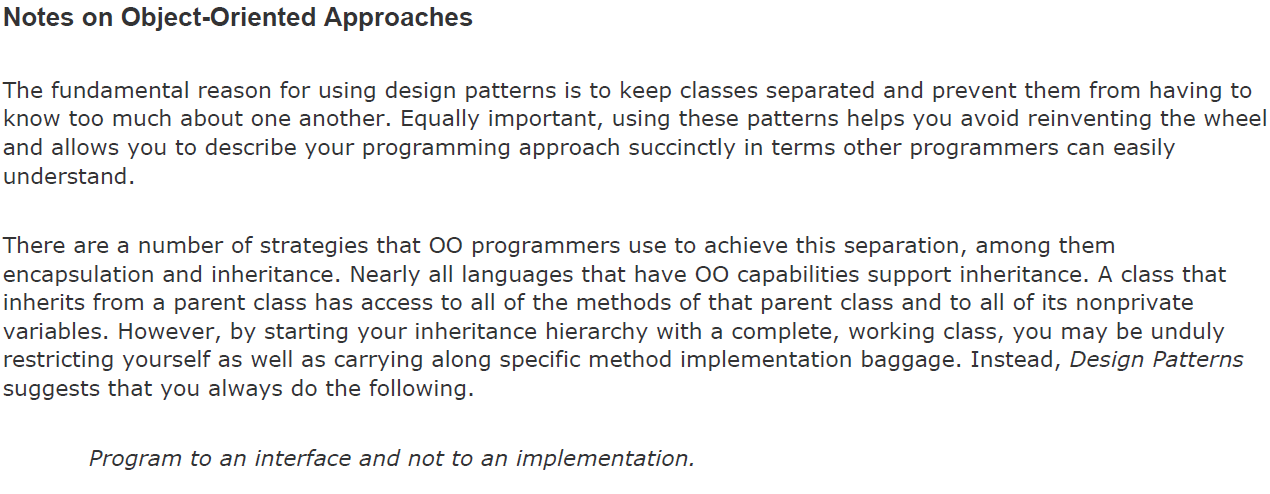 Notes on Object-Oriented Approaches
The fundamental reason for using design patterns is to keep classes separated and prevent them from having to
know too much about one another. Equally important, using these patterns helps you avoid reinventing the wheel
and allows you to describe your programming approach succinctly in terms other programmers can easily
understand.
There are a number of strategies that OO programmers use to achieve this separation, among them
encapsulation and inheritance. Nearly all languages that have OO capabilities support inheritance. A class that
inherits from a parent class has access to all of the methods of that parent class and to all of its nonprivate
variables. However, by starting your inheritance hierarchy with a complete, working class, you may be unduly
restricting yourself as well as carrying along specific method implementation baggage. Instead, Design Patterns
suggests that you always do the following.
Program to an interface and not to an implementation.